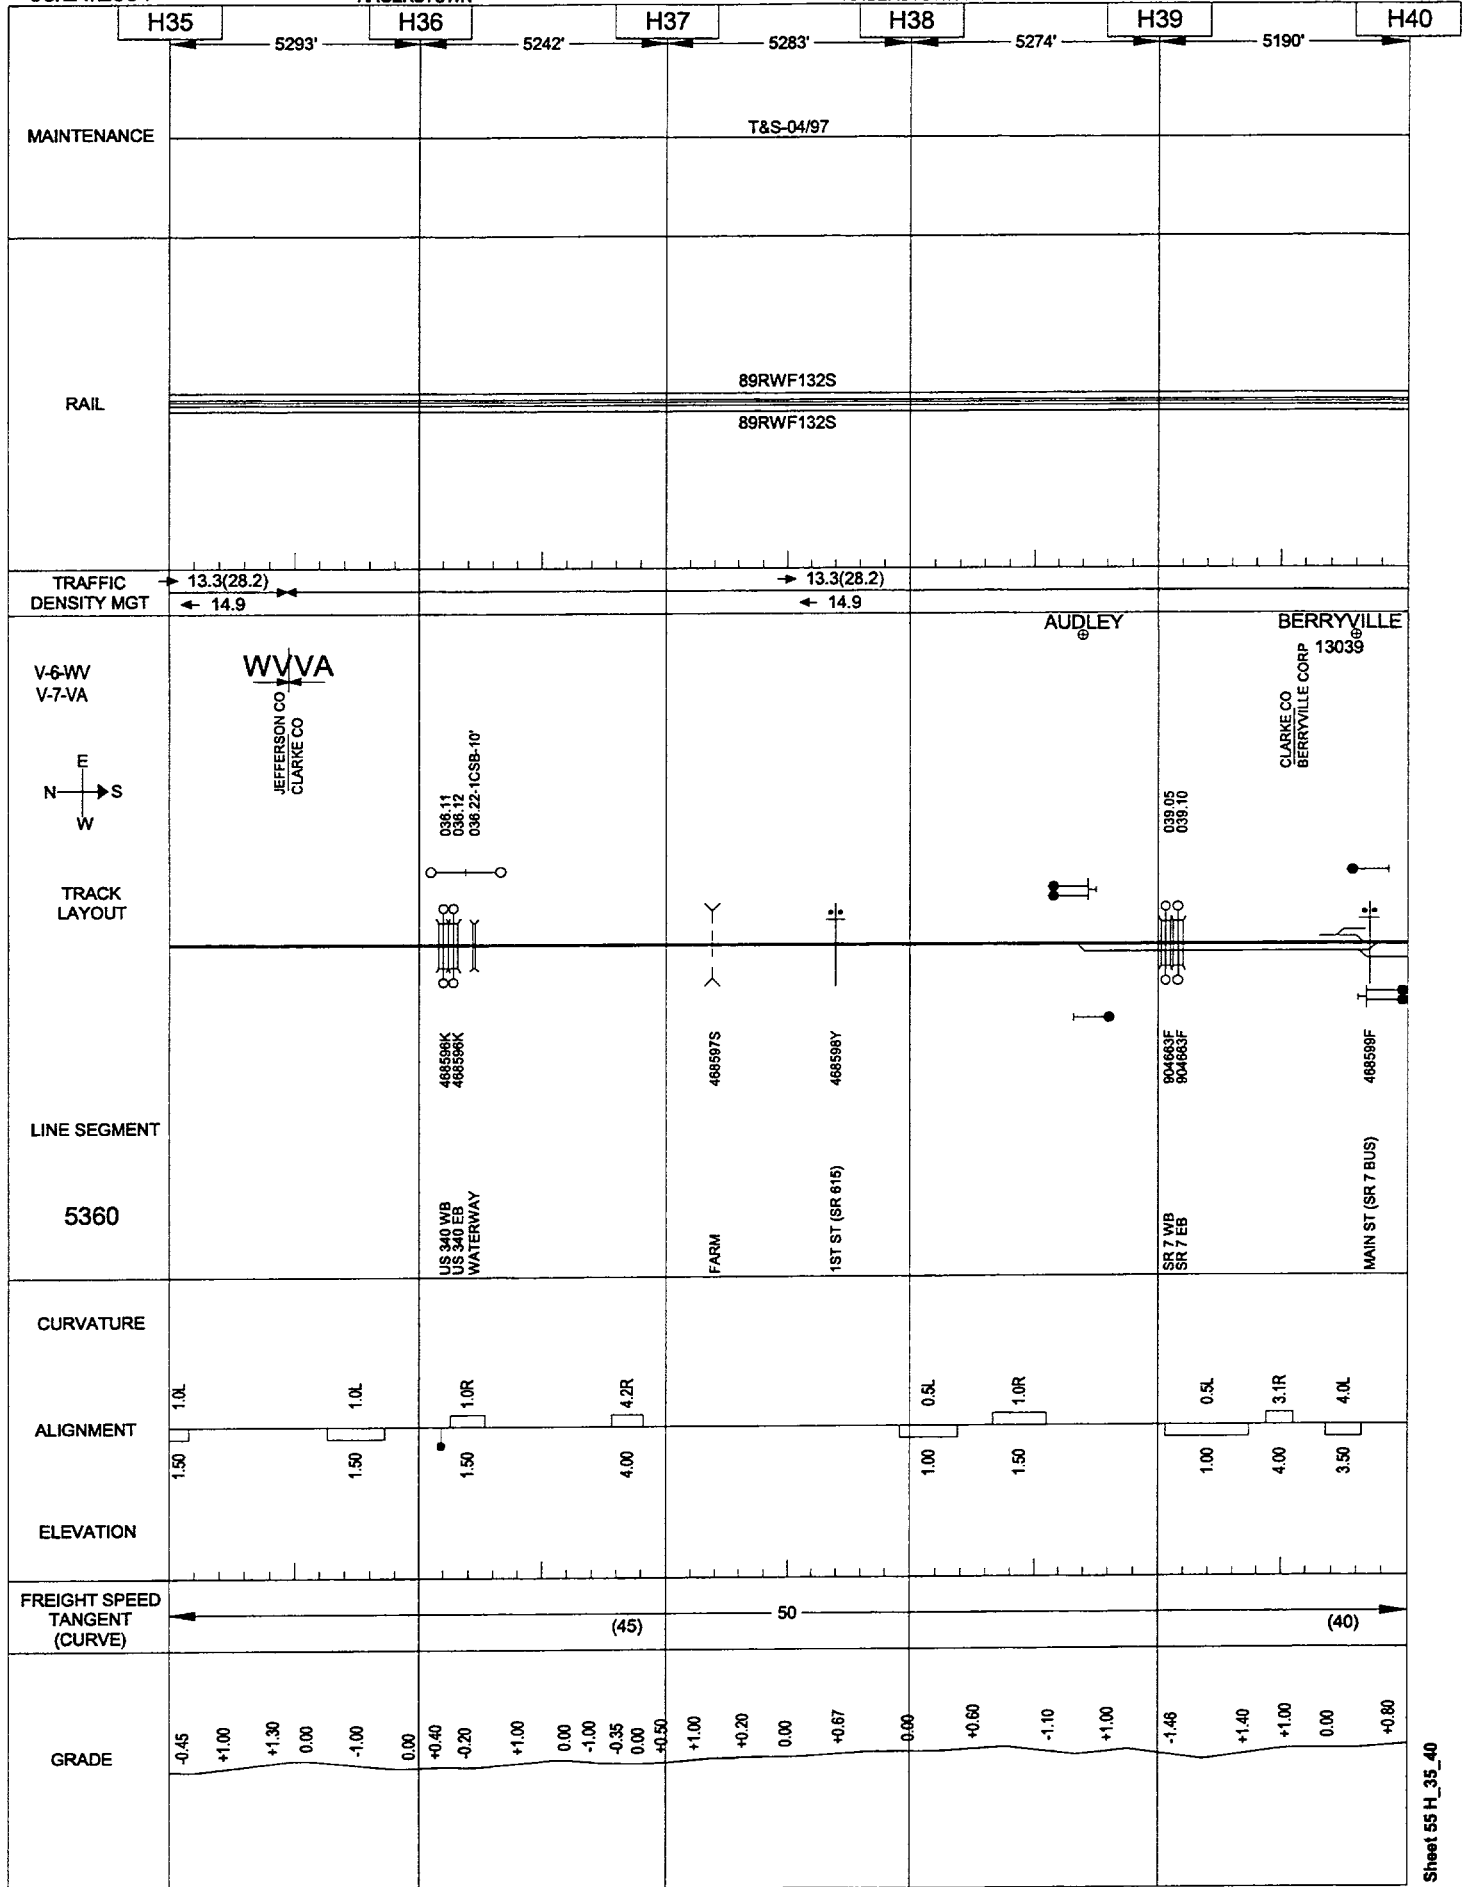 H35 H36 H37 H38 H39 H40
5293' 5242' 5283' 5274' 5190'
MAINTENANCE
T&S-04/97
RAIL
89RWF132S
89RWF132S
TRAFFIC
DENSITY MGT
→ 13.3(28.2)
← 14.9
→ 13.3(28.2)
← 14.9
V-6-WV
V-7-VA
WVVA
JEFFERSON CO
CLARKE CO
AUDLEY
BERRYVILLE
13039
CLARKE CO
BERRYVILLE CORP
E
N S
W
036.11
036.12
036.22-1CSB-10'
039.05
039.10
TRACK
LAYOUT
468596K
468596K
468597S
468598Y
904663F
904663F
468599F
LINE SEGMENT
5360
US 340 WB
US 340 EB
WATERWAY
FARM
1ST ST (SR 615)
SR 7 WB
SR 7 EB
MAIN ST (SR 7 BUS)
CURVATURE
1.0L 1.0L 1.0R 4.2R 0.5L 1.0R 0.5L 3.1R 4.0L
ALIGNMENT
1.50 1.50 1.50 4.00 1.00 1.50 1.00 4.00 3.50
ELEVATION
FREIGHT SPEED
TANGENT
(CURVE)
50
(45)
(40)
GRADE
-0.45 +1.00 +1.30 0.00 -1.00 0.00 +0.40 -0.20 +1.00 0.00 -1.00 -0.35 0.00 +0.50 +1.00 +0.20 0.00 +0.67 0.00 +0.60 -1.10 +1.00 -1.46 +1.40 +1.00 0.00 +0.80
Sheet 55 H_35_40